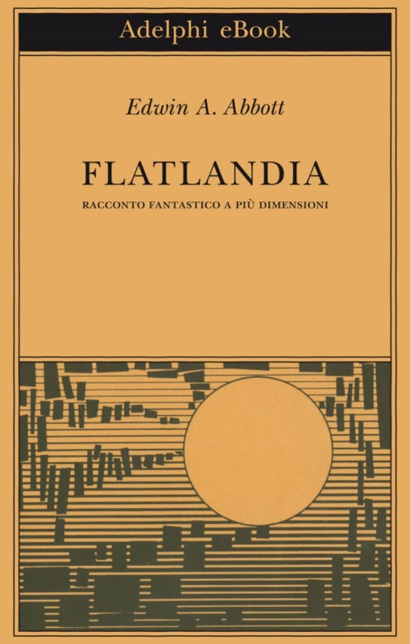 Adelphi eBook
Edwin A. Abbott
FLATLANDIA
RACCONTO FANTASTICO A PIÙ DIMENSIONI